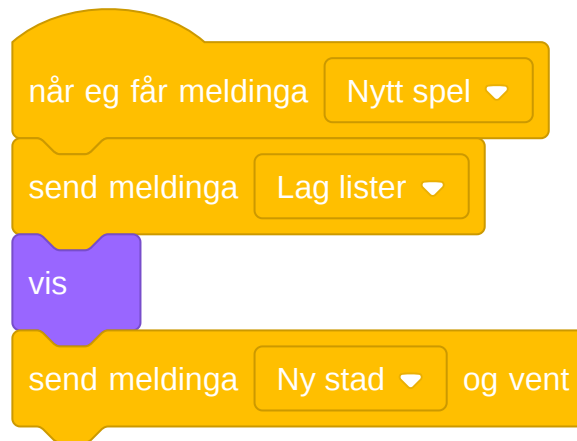 når eg får meldinga Nytt spel
send meldinga Lag lister
vis
send meldinga Ny stad og vent